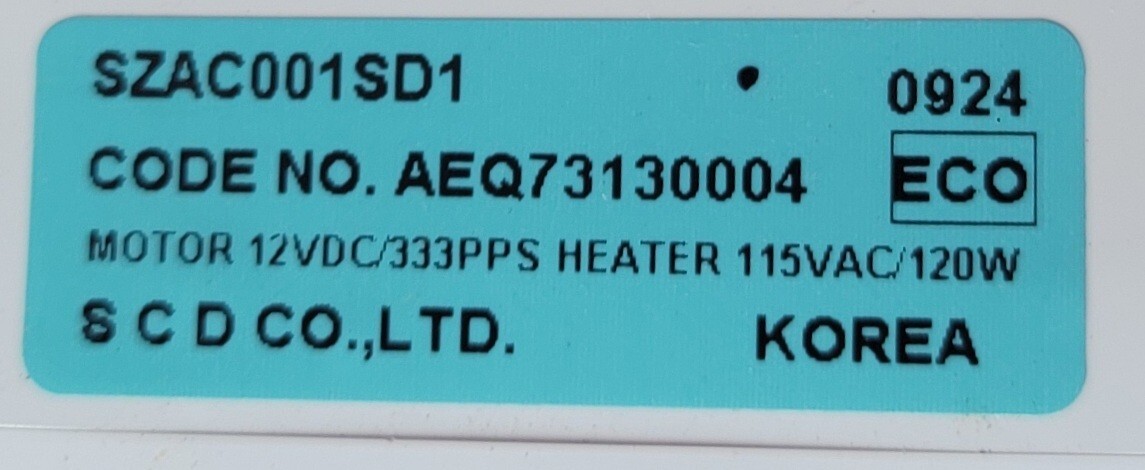 SZAC001SD1 0924
CODE NO. AEQ73130004 ECO
MOTOR 12VDC/333PPS HEATER 115VAC/120W
S C D CO.,LTD. KOREA